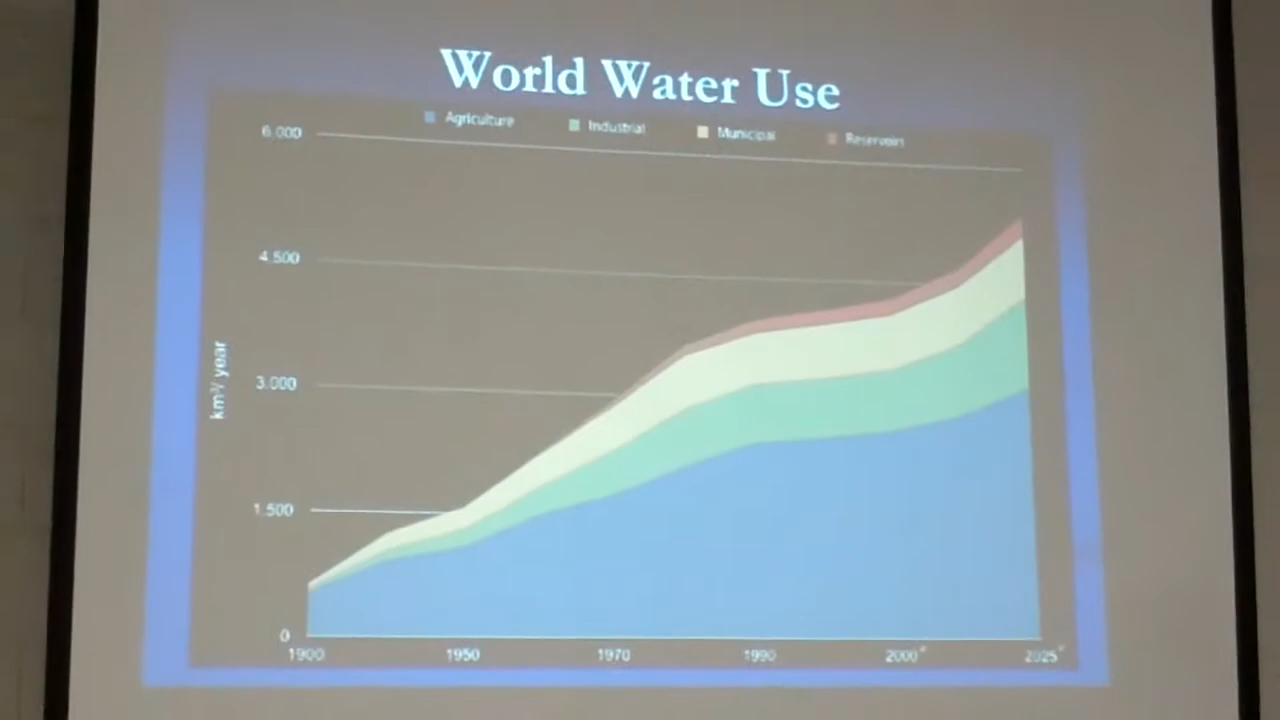 World Water Use
Agriculture Industrial Municipal Reservoirs
6.000
4.500
3.000
1.500
0
km³/ year
1900 1950 1970 1990 2000* 2025*